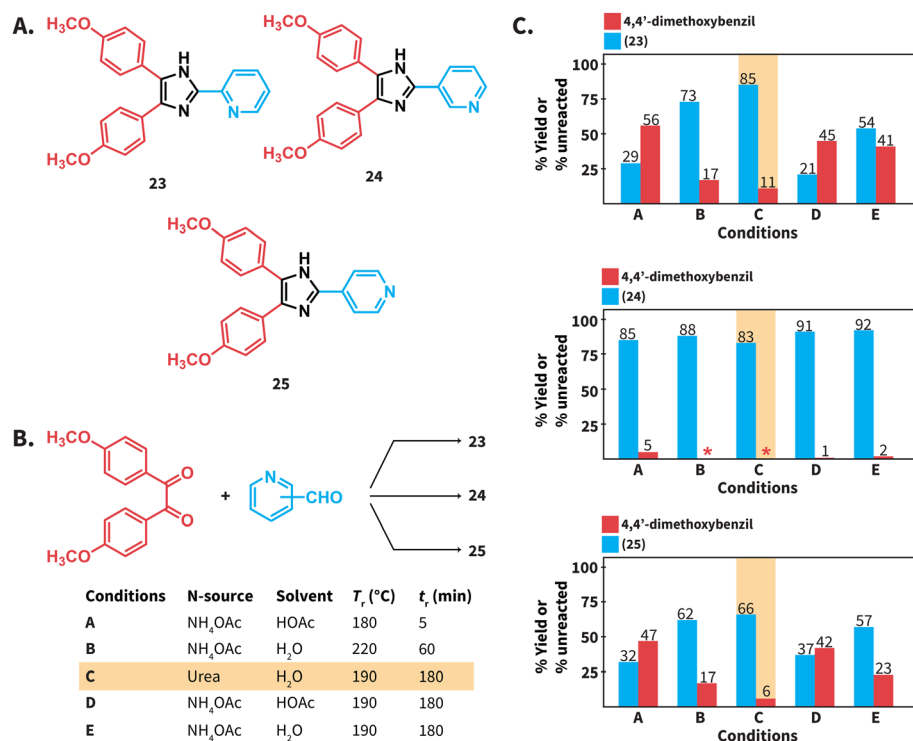 A.
H₃CO
H₃CO
NH
N
N
23
H₃CO
H₃CO
NH
N
N
24
H₃CO
H₃CO
NH
N
N
25
B.
H₃CO
O
O
H₃CO
+
N
CHO
23
24
25
Conditions N-source Solvent Tᵣ (°C) tᵣ (min)
A NH₄OAc HOAc 180 5
B NH₄OAc H₂O 220 60
C Urea H₂O 190 180
D NH₄OAc HOAc 190 180
E NH₄OAc H₂O 190 180
C.
4,4’-dimethoxybenzil
(23)
% Yield or
% unreacted
100
75
50
25
29 56 73 17 85 11 21 45 54 41
A B C D E
Conditions
4,4’-dimethoxybenzil
(24)
% Yield or
% unreacted
100
75
50
25
85 5 88 * 83 * 91 1 92 2
A B C D E
Conditions
4,4’-dimethoxybenzil
(25)
% Yield or
% unreacted
100
75
50
25
32 47 62 17 66 6 37 42 57 23
A B C D E
Conditions